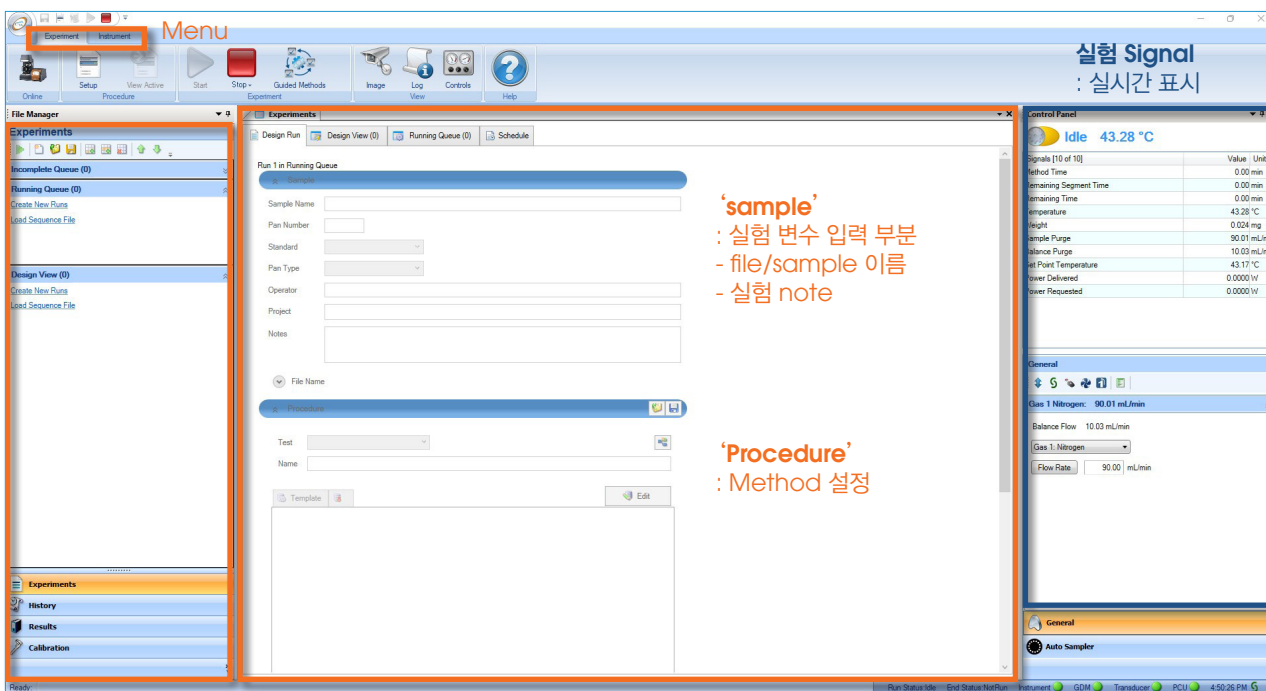 Menu
Experiment Instrument
실험 Signal
: 실시간 표시
Online
Setup
View Active
Procedure
Start
Stop
Guided Methods
Experiment
Image
Log
Controls
View
Help
File Manager
Experiments
Incomplete Queue (0)
Running Queue (0)
Create New Runs
Load Sequence File
Design View (0)
Create New Runs
Load Sequence File
Experiments
History
Results
Calibration
Experiments
Design Run
Design View (0)
Running Queue (0)
Schedule
Run 1 in Running Queue
Sample
Sample Name
Pan Number
Standard
Pan Type
Operator
Project
Notes
File Name
Procedure
Test
Name
Template
Edit
‘sample’
: 실험 변수 입력 부분
- file/sample 이름
- 실험 note
‘Procedure’
: Method 설정
Control Panel
Idle 43.28 °C
Signals [10 of 10] Value Unit
Method Time 0.00 min
Remaining Segment Time 0.00 min
Remaining Time 0.00 min
Temperature 43.28 °C
Weight 0.024 mg
Sample Purge 90.01 mL/
Balance Purge 10.03 mL/
Set Point Temperature 43.17 °C
Power Delivered 0.0000 W
Power Requested 0.0000 W
General
Gas 1 Nitrogen: 90.01 mL/min
Balance Flow 10.03 mL/min
Gas 1: Nitrogen
Flow Rate 90.00 mL/min
General
Auto Sampler
Ready:
Run Status:Idle End Status:NotRun Instrument GDM Transducer PCU 4:50:26 PM